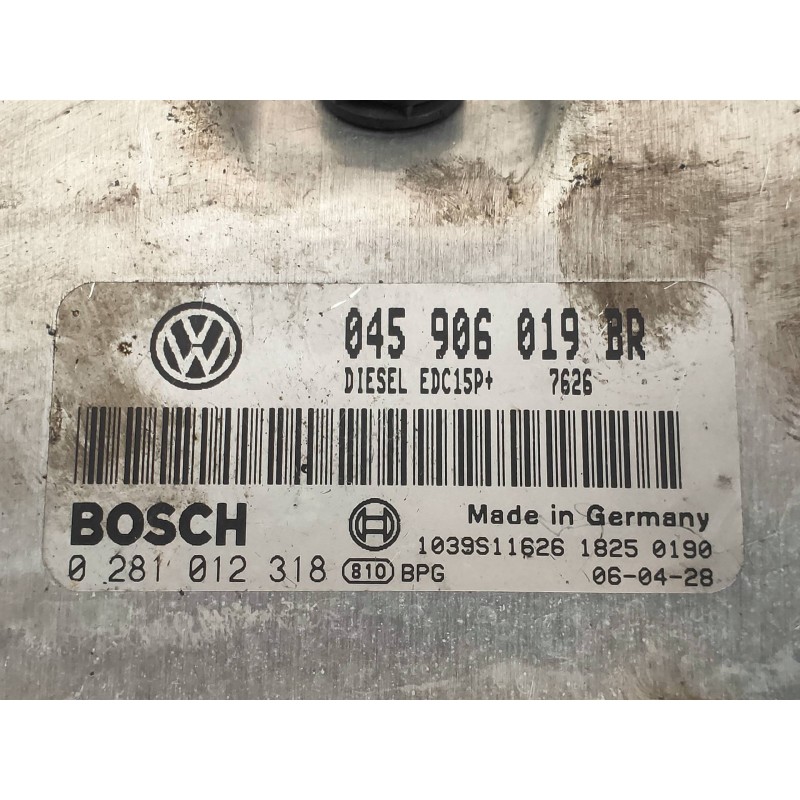 045 906 019 BR
DIESEL EDC15P+ 7626
BOSCH
Made in Germany
1039S11626 1825 0190
0 281 012 318 810 BPG
06-04-28